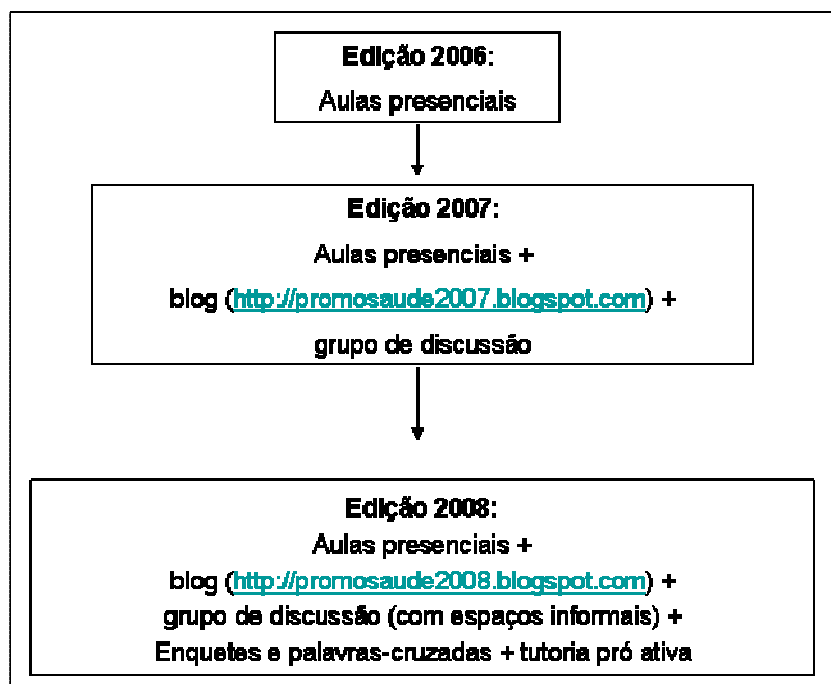 Edição 2006:
Aulas presenciais
Edição 2007:
Aulas presenciais +
blog (http://promosaude2007.blogspot.com) +
grupo de discussão
Edição 2008:
Aulas presenciais +
blog (http://promosaude2008.blogspot.com) +
grupo de discussão (com espaços informais) +
Enquetes e palavras-cruzadas + tutoria pró ativa